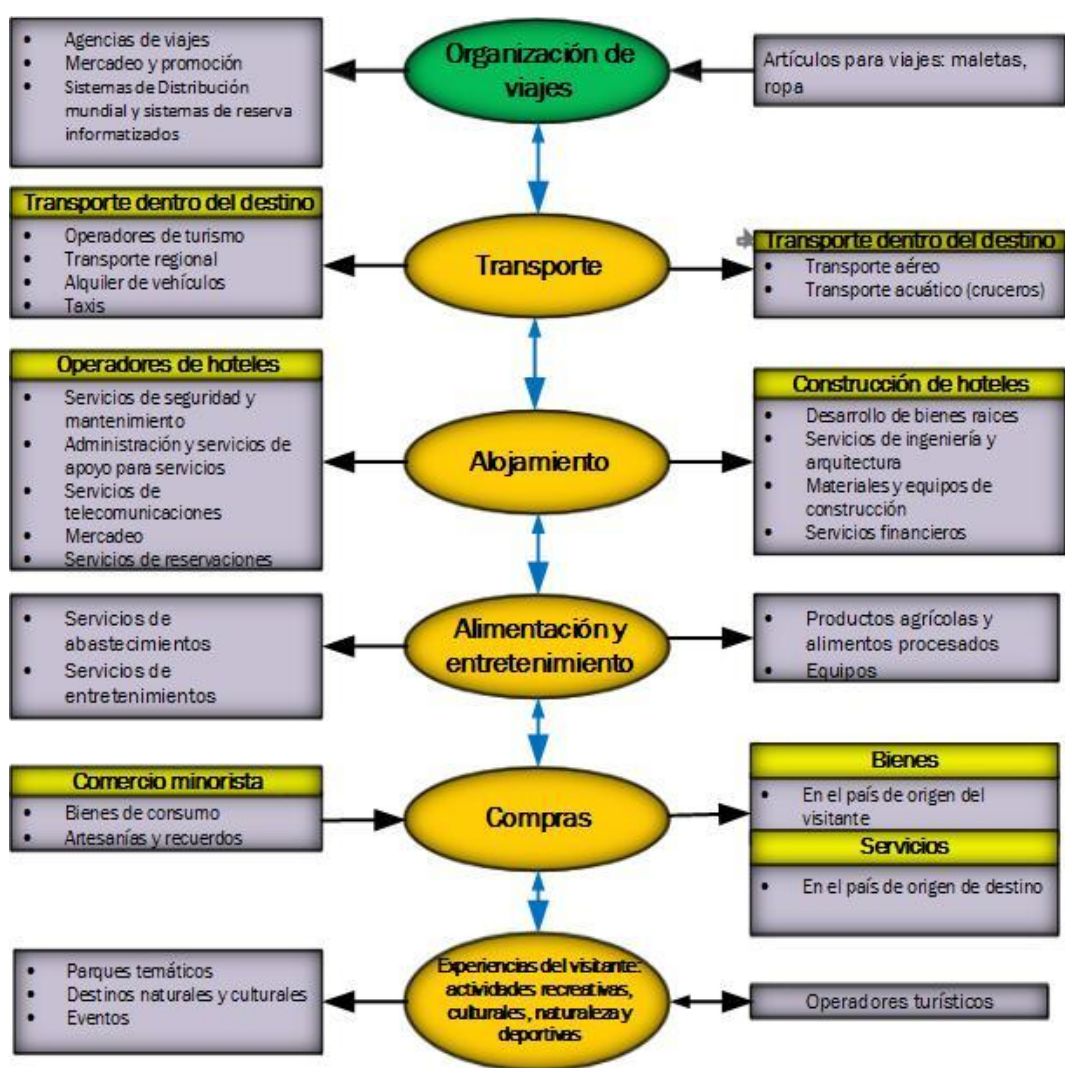 Agencias de viajes
Mercadeo y promoción
Sistemas de Distribución
mundial y sistemas de reserva
informatizados
Organización de
viajes
Artículos para viajes: maletas,
ropa
Transporte dentro del destino
Operadores de turismo
Transporte regional
Alquiler de vehículos
Taxis
Transporte
Transporte dentro del destino
Transporte aéreo
Transporte acuático (cruceros)
Operadores de hoteles
Servicios de seguridad y
mantenimiento
Administración y servicios de
apoyo para servicios
Servicios de
telecomunicaciones
Mercadeo
Servicios de reservaciones
Alojamiento
Construcción de hoteles
Desarrollo de bienes raices
Servicios de ingeniería y
arquitectura
Materiales y equipos de
construcción
Servicios financieros
Servicios de
abastecimientos
Servicios de
entretenimientos
Alimentación y
entretenimiento
Productos agrícolas y
alimentos procesados
Equipos
Comercio minorista
Bienes de consumo
Artesanías y recuerdos
Compras
Bienes
En el país de origen del
visitante
Servicios
En el país de origen de destino
Parques temáticos
Destinos naturales y culturales
Eventos
Experiencias del visitante:
actividades recreativas,
culturales, naturaleza y
deportivas
Operadores turísticos